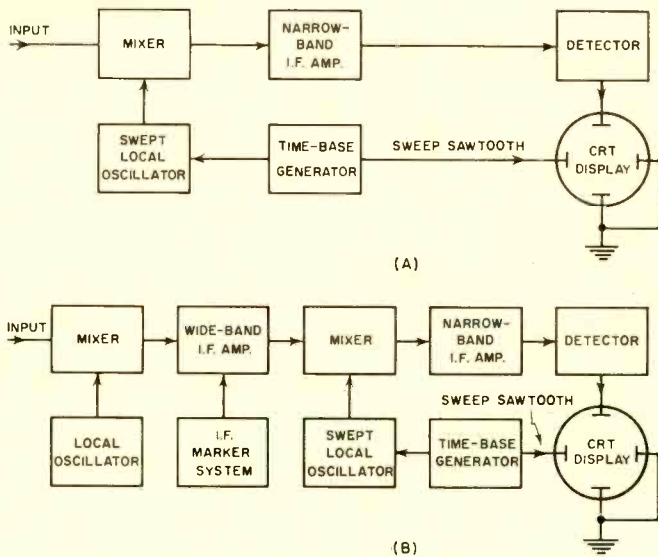 INPUT
MIXER
NARROW-
BAND
I.F. AMP.
DETECTOR
SWEPT
LOCAL
OSCILLATOR
TIME-BASE
GENERATOR
SWEEP SAWTOOTH
CRT
DISPLAY
(A)
INPUT
MIXER
WIDE-BAND
I.F. AMP.
MIXER
NARROW-
BAND
I.F. AMP.
DETECTOR
SWEEP SAWTOOTH
LOCAL
OSCILLATOR
I.F.
MARKER
SYSTEM
SWEPT
LOCAL
OSCILLATOR
TIME-BASE
GENERATOR
CRT
DISPLAY
(B)